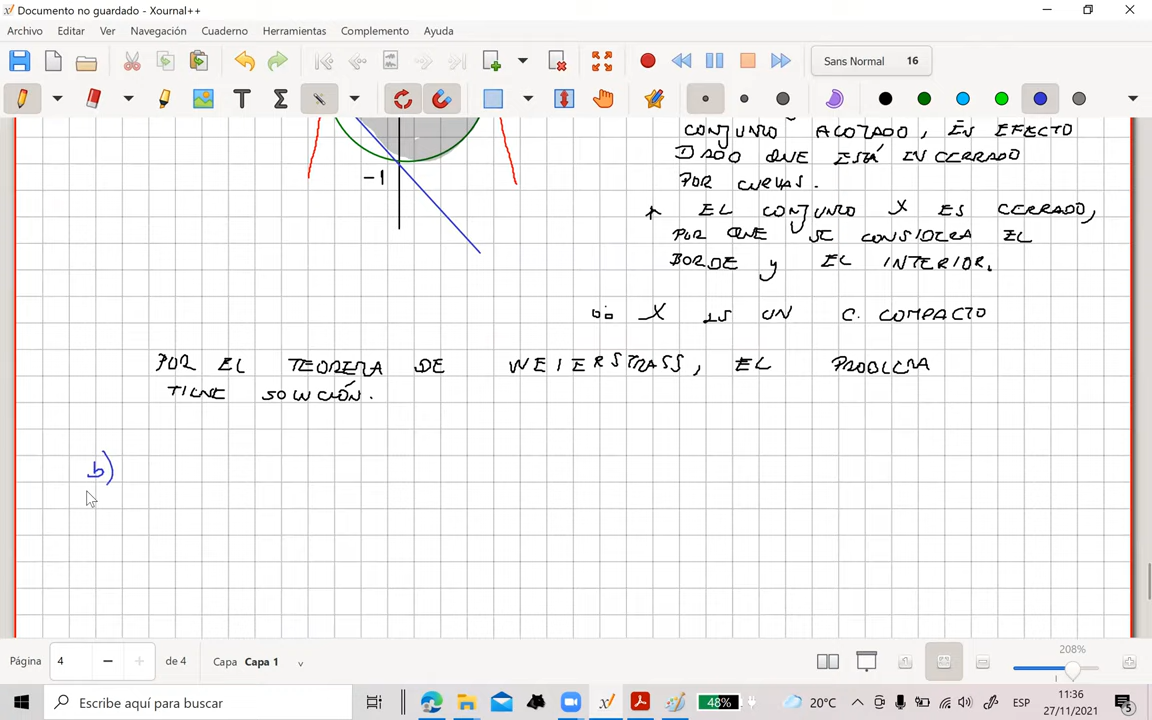 Documento no guardado - Xournal++
Archivo Editar Ver Navegación Cuaderno Herramientas Complemento Ayuda
Sans Normal 16
CONJUNTO ACOTADO, EN EFECTO
DADO QUE ESTÁ ENCERRADO
POR CURVAS.
-1
* EL CONJUNTO X ES CERRADO,
POR QUE SE CONSIDERA EL
BORDE y EL INTERIOR.
X ES UN C. COMPACTO
POR EL TEOREMA DE WEIERSTRASS, EL PROBLEMA
TIENE SOLUCIÓN.
b)
Página 4 de 4 Capa Capa 1 208%
Escribe aquí para buscar
48% 20°C ESP 11:36
27/11/2021 5